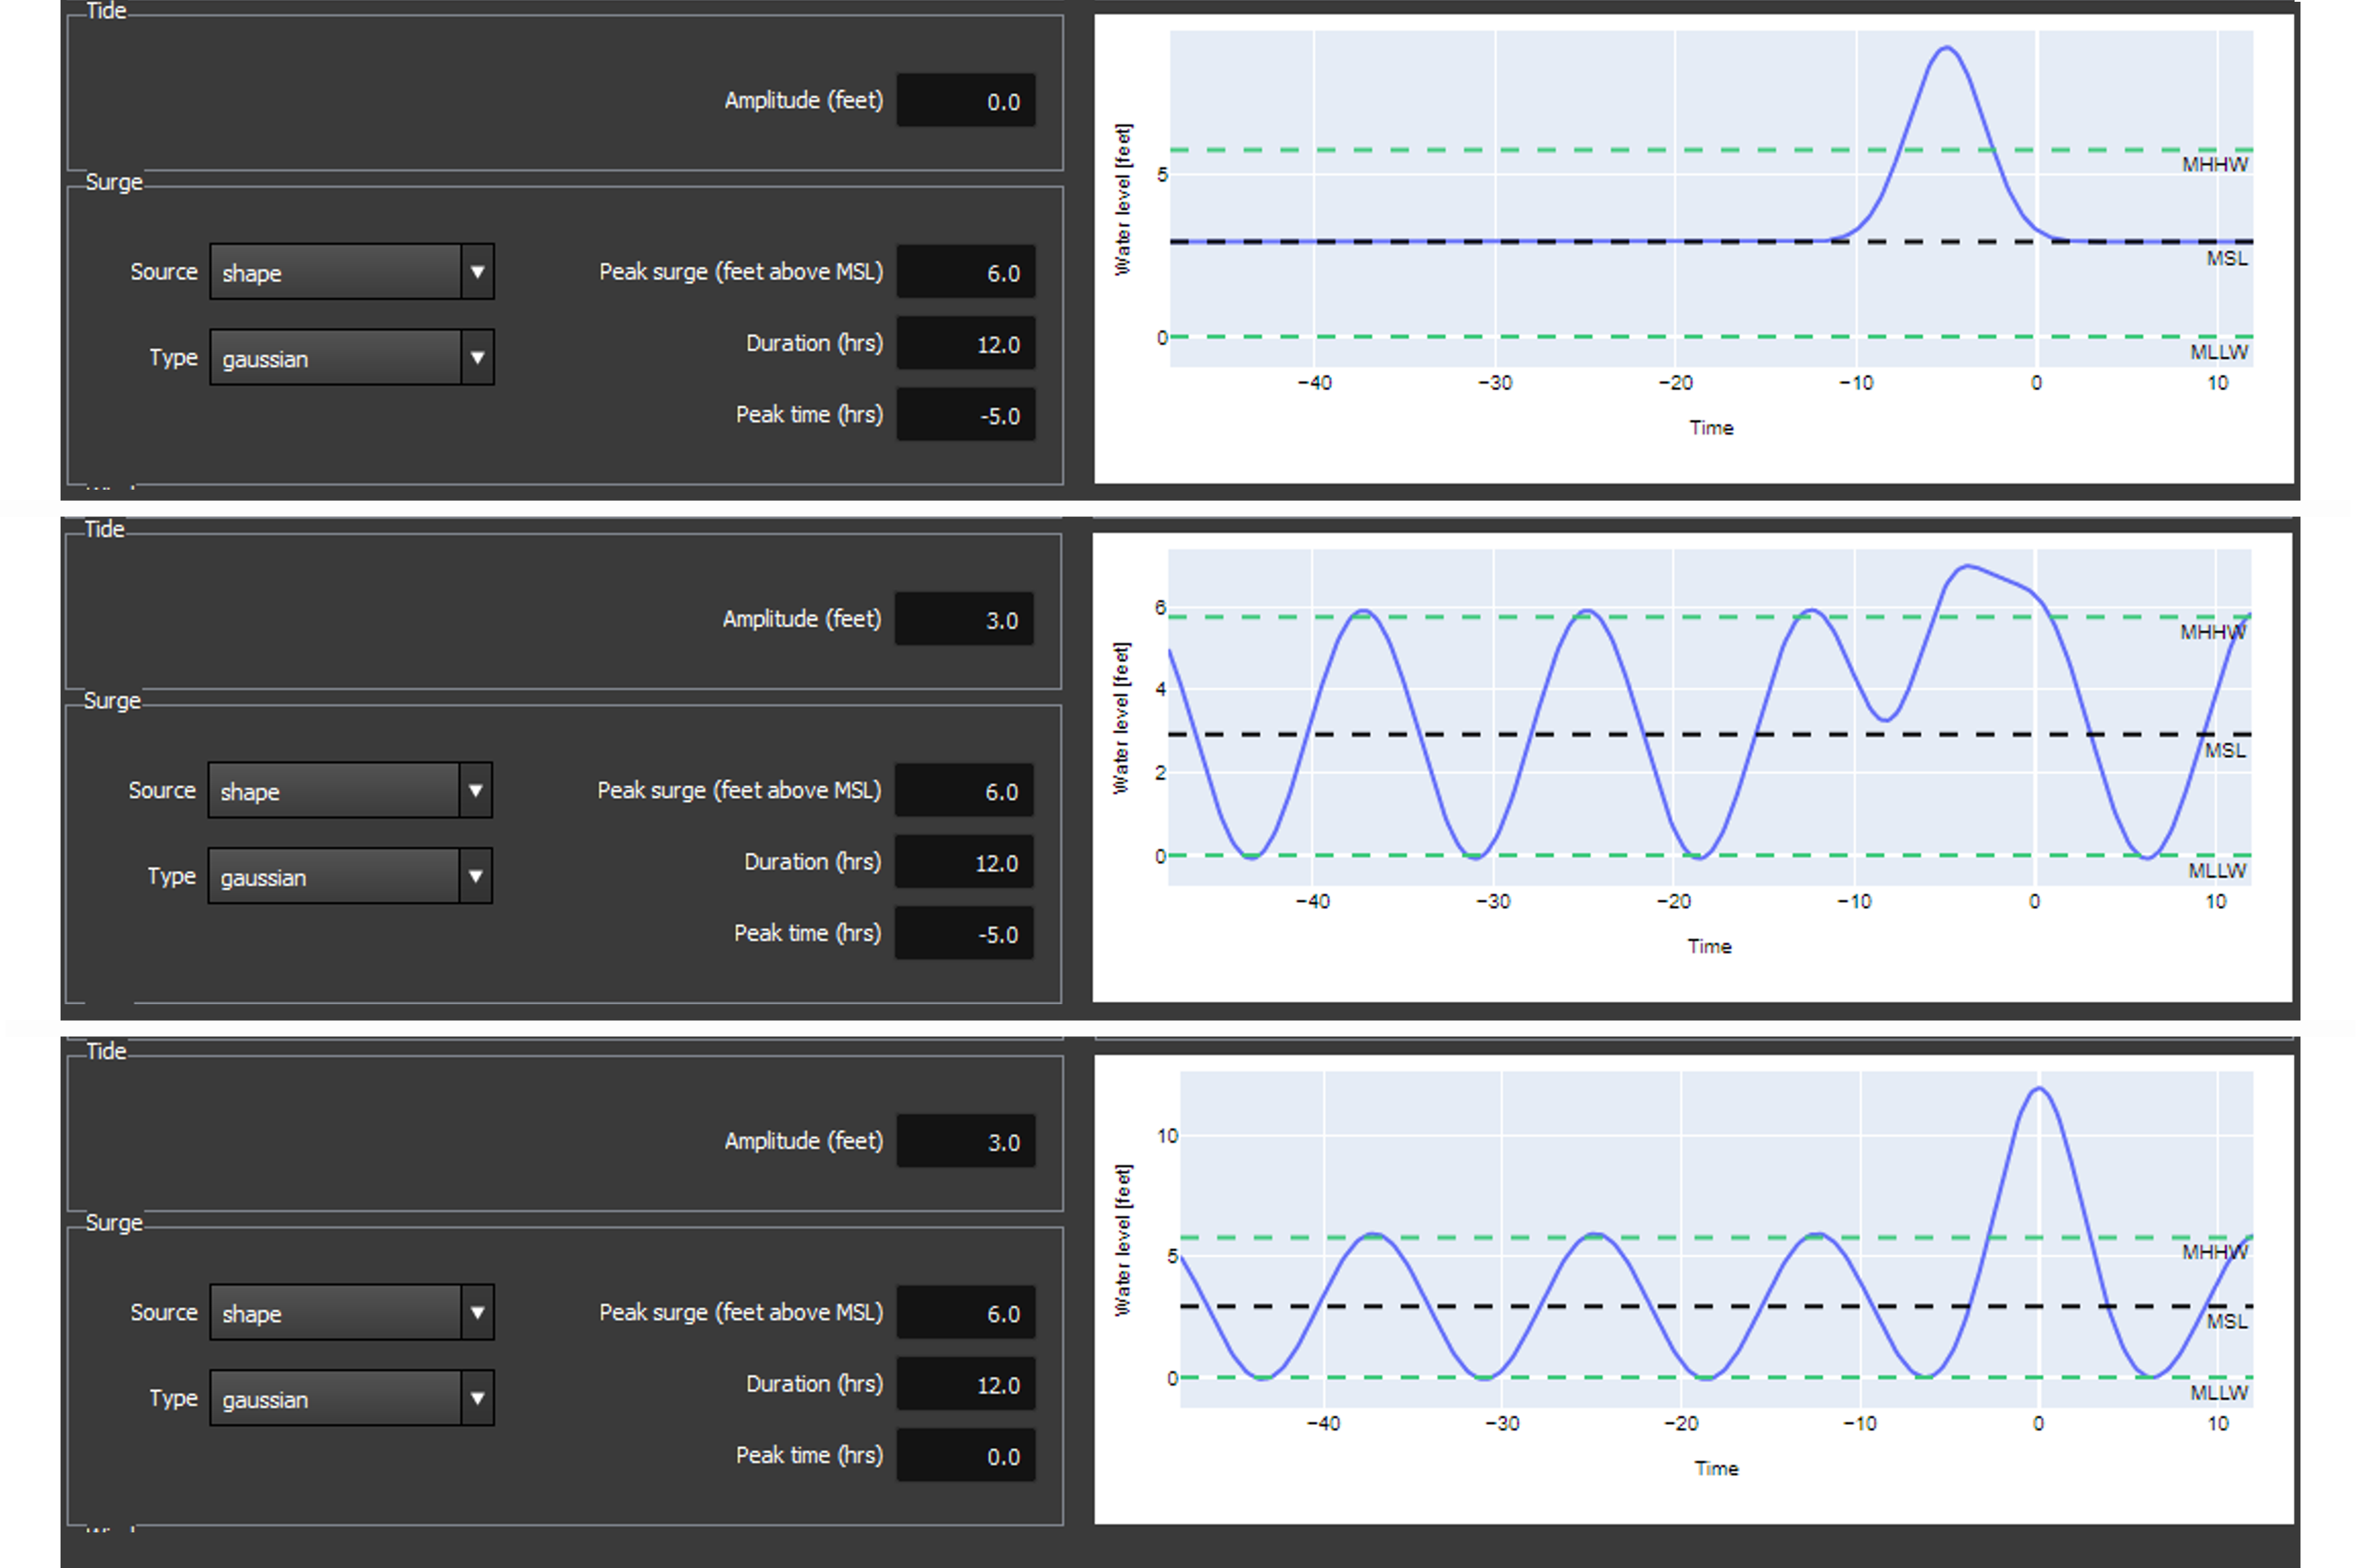 Tide
Amplitude (feet) 0.0
Surge
Source shape Peak surge (feet above MSL) 6.0
Duration (hrs) 12.0
Type gaussian
Peak time (hrs) -5.0
Water level [feet]
5
0
MHHW
MSL
MLLW
−40 −30 −20 −10 0 10
Time
Tide
Amplitude (feet) 3.0
Surge
Source shape Peak surge (feet above MSL) 6.0
Duration (hrs) 12.0
Type gaussian
Peak time (hrs) -5.0
Water level [feet]
6
4
2
0
MHHW
MSL
MLLW
−40 −30 −20 −10 0 10
Time
Tide
Amplitude (feet) 3.0
Surge
Source shape Peak surge (feet above MSL) 6.0
Duration (hrs) 12.0
Type gaussian
Peak time (hrs) 0.0
Water level [feet]
10
5
0
MHHW
MSL
MLLW
−40 −30 −20 −10 0 10
Time